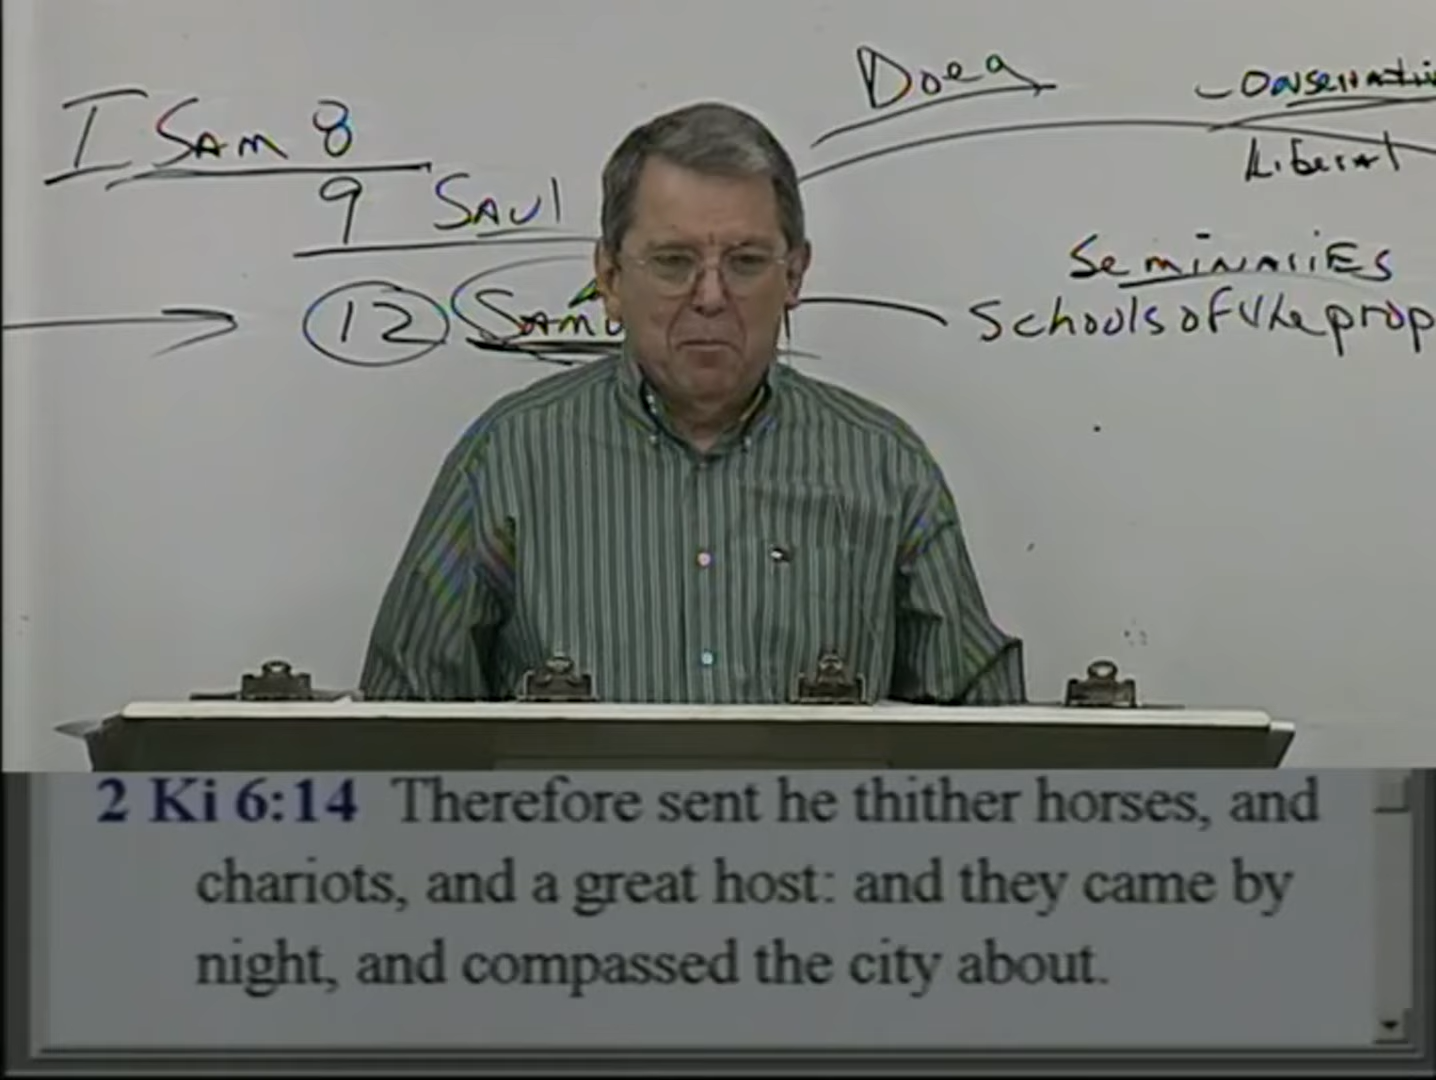 I SAM 8
9 SAUl
12
Doeg
Liberal
SEMINARIES
Schools of the prop
2 Ki 6:14 Therefore sent he thither horses, and
chariots, and a great host: and they came by
night, and compassed the city about.